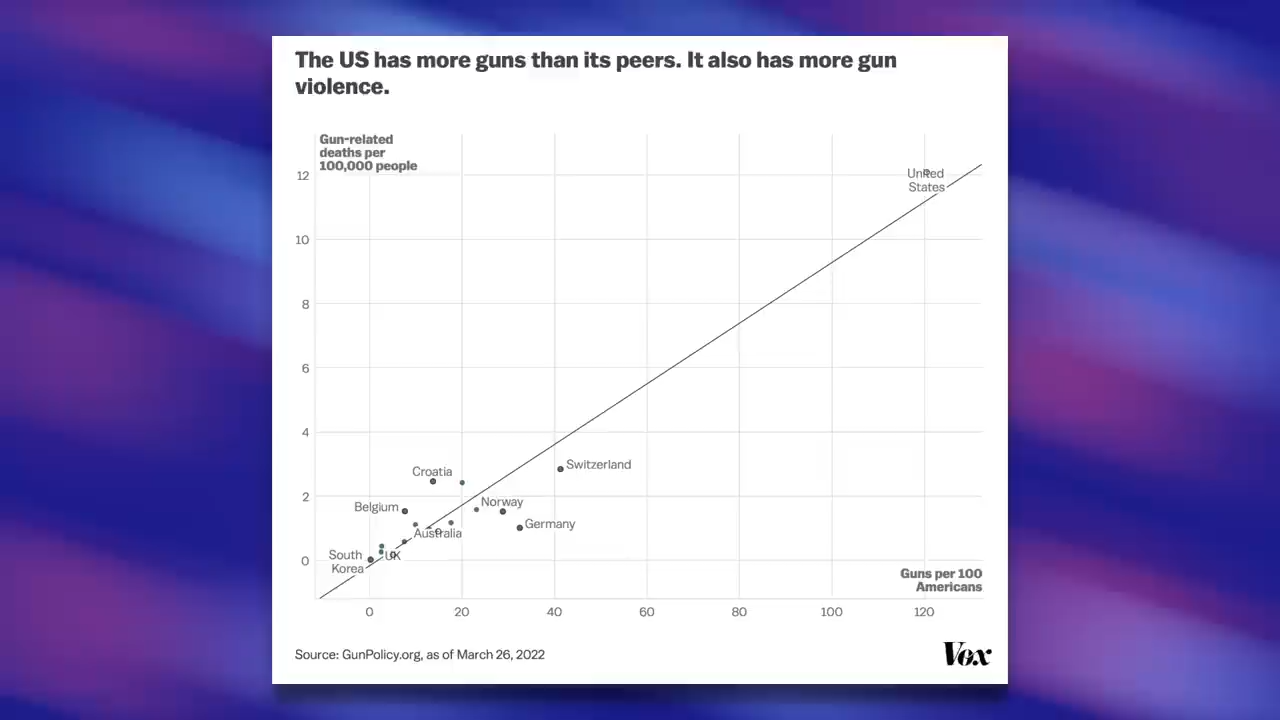 The US has more guns than its peers. It also has more gun
violence.
Gun-related
deaths per
100,000 people
12
10
8
6
4
2
0
United
States
Switzerland
Croatia
Norway
Belgium
Germany
Australia
UK
South
Korea
Guns per 100
Americans
0 20 40 60 80 100 120
Source: GunPolicy.org, as of March 26, 2022
Vox